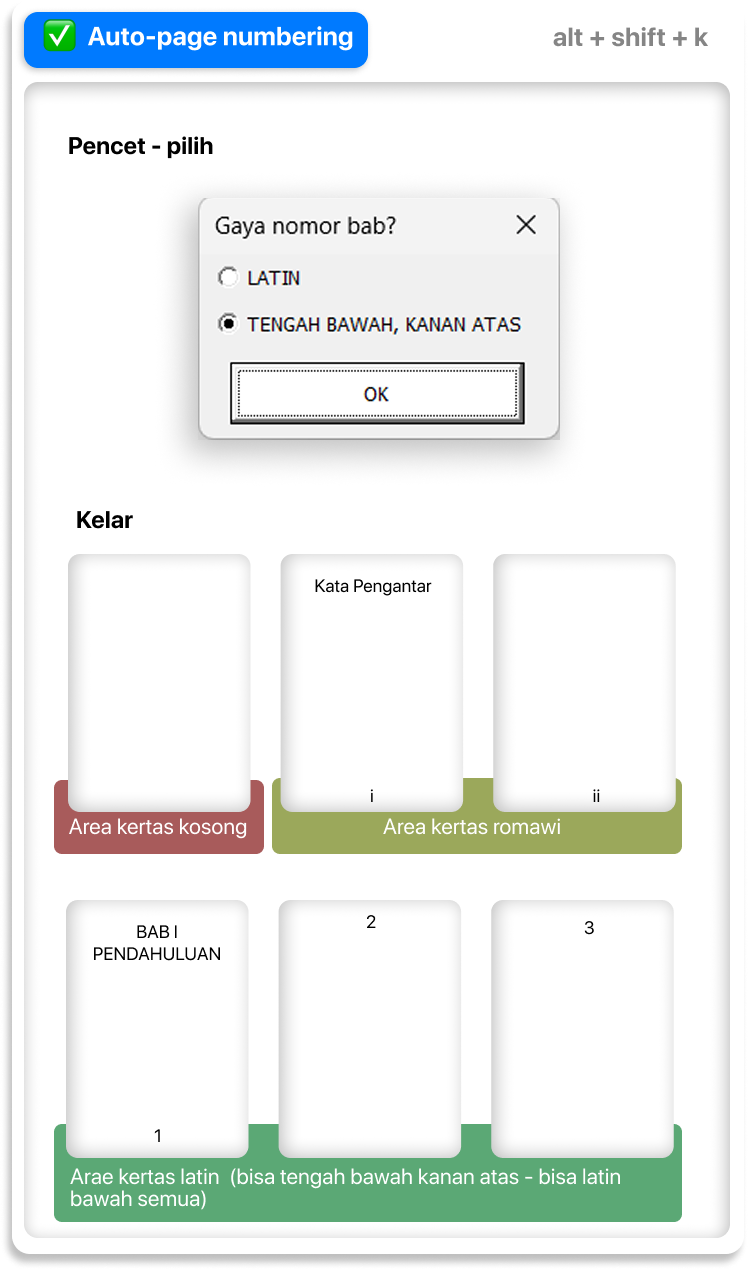 ✅ Auto-page numbering
alt + shift + k
Pencet - pilih
Gaya nomor bab?
LATIN
TENGAH BAWAH, KANAN ATAS
OK
Kelar
Kata Pengantar
i
ii
Area kertas kosong
Area kertas romawi
BAB I
PENDAHULUAN
1
2
3
Arae kertas latin (bisa tengah bawah kanan atas - bisa latin
bawah semua)